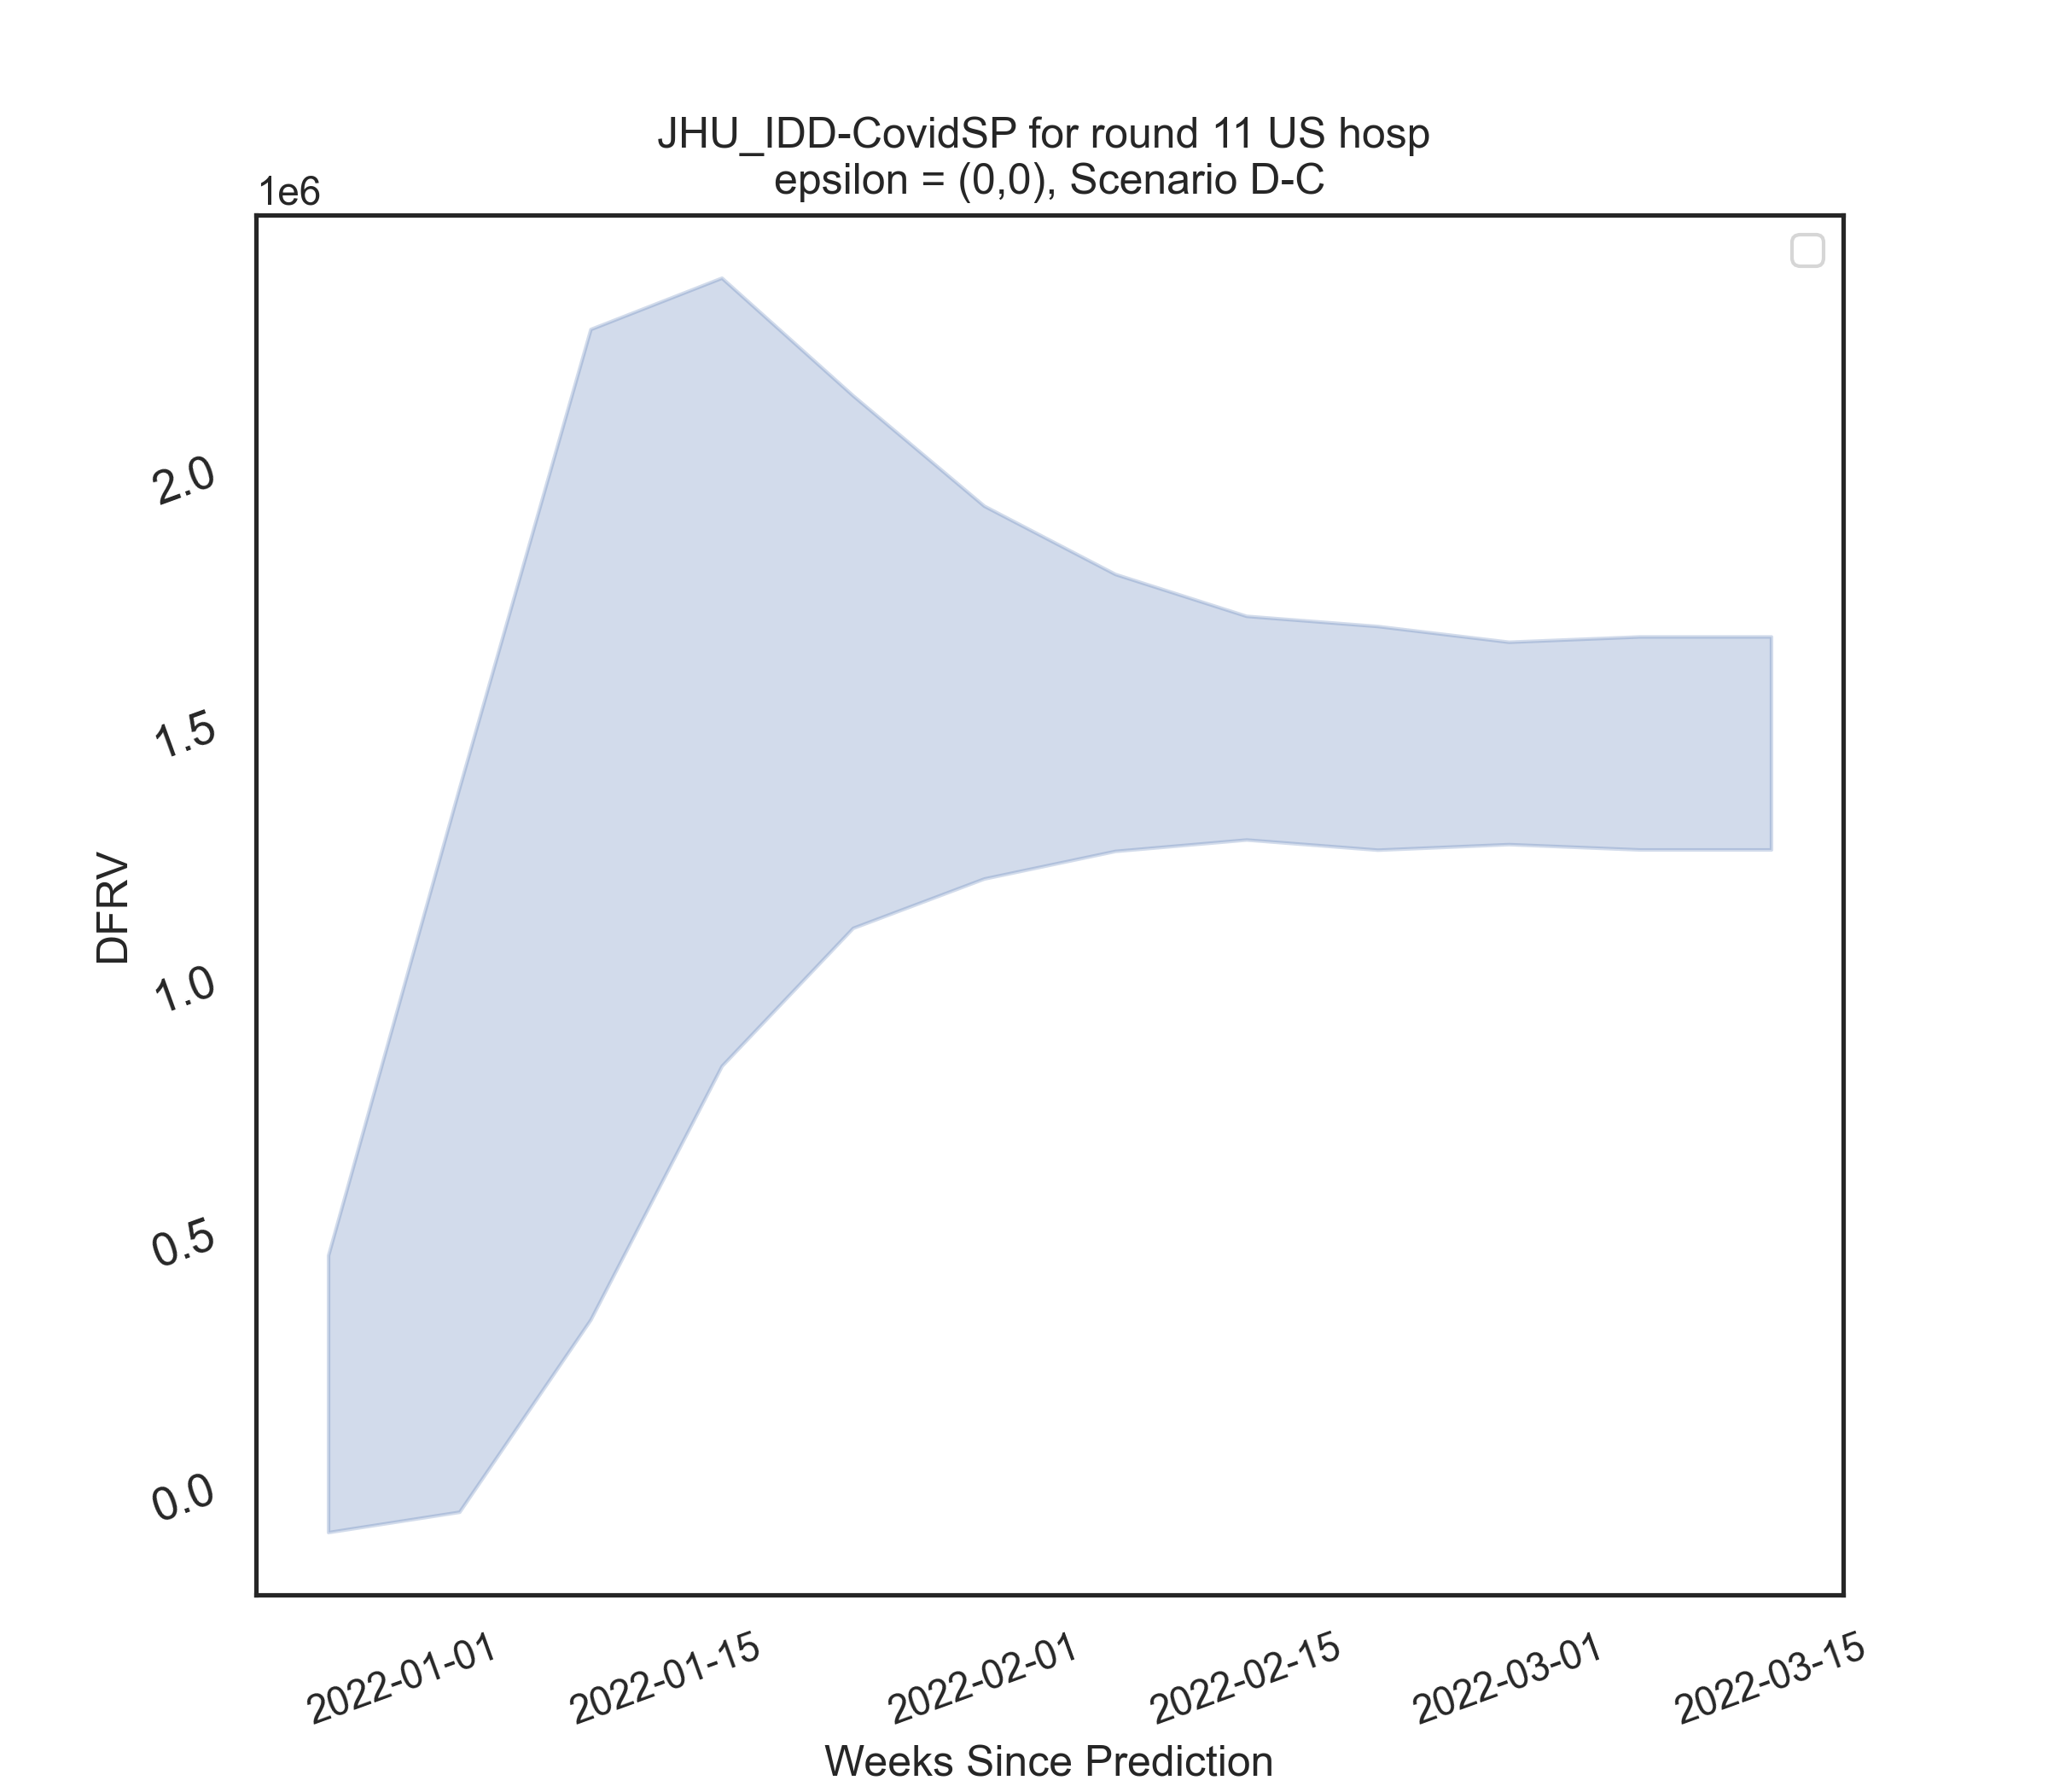 JHU_IDD-CovidSP for round 11 US hosp
epsilon = (0,0), Scenario D-C
1e6
2.0
1.5
1.0
0.5
0.0
DFRV
2022-01-01
2022-01-15
2022-02-01
2022-02-15
2022-03-01
2022-03-15
Weeks Since Prediction